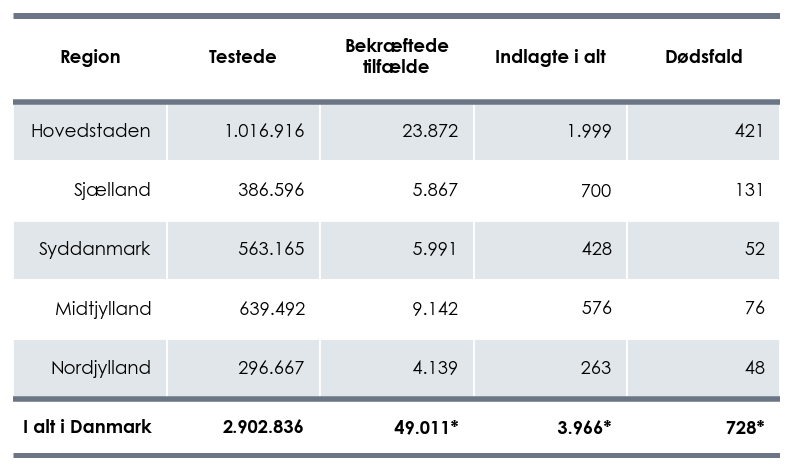 Region Testede Bekræftede tilfælde Indlagte i alt Dødsfald
Hovedstaden 1.016.916 23.872 1.999 421
Sjælland 386.596 5.867 700 131
Syddanmark 563.165 5.991 428 52
Midtjylland 639.492 9.142 576 76
Nordjylland 296.667 4.139 263 48
I alt i Danmark 2.902.836 49.011* 3.966* 728*